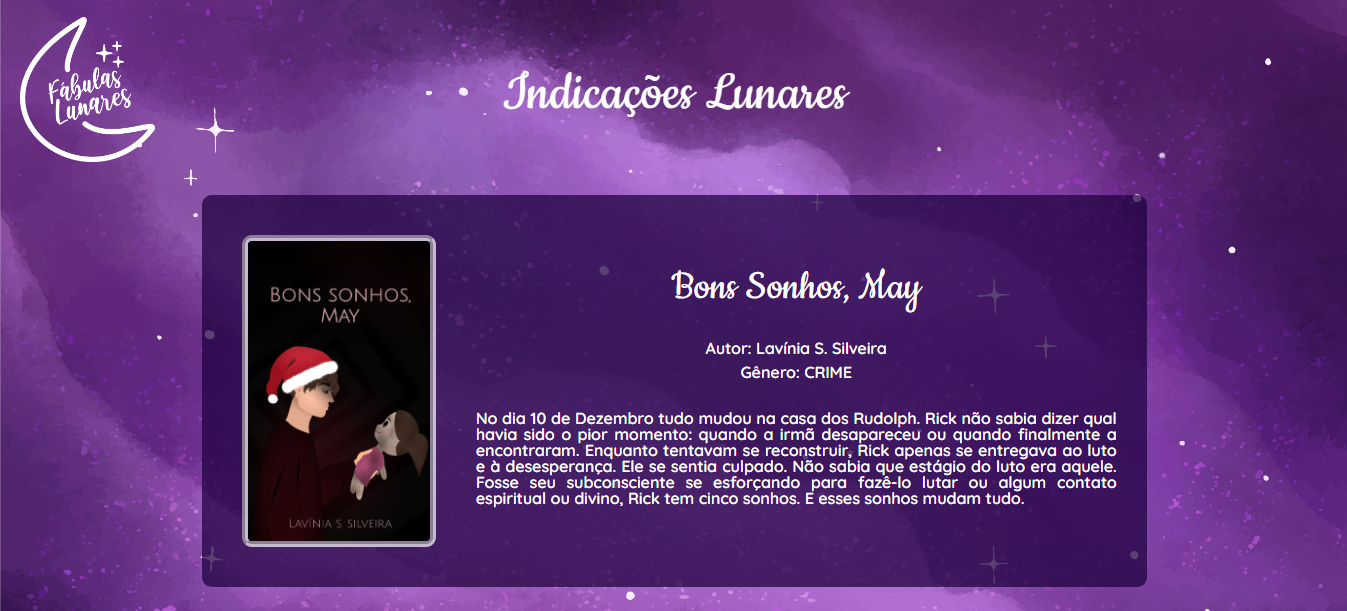 Fábulas
Lunares
Indicações Lunares
BONS SONHOS,
MAY
LAVÍNIA S. SILVEIRA
Bons Sonhos, May
Autor: Lavínia S. Silveira
Gênero: CRIME
No dia 10 de Dezembro tudo mudou na casa dos Rudolph. Rick não sabia dizer qual
havia sido o pior momento: quando a irmã desapareceu ou quando finalmente a
encontraram. Enquanto tentavam se reconstruir, Rick apenas se entregava ao luto
e à desesperança. Ele se sentia culpado. Não sabia que estágio do luto era aquele.
Fosse seu subconsciente se esforçando para fazê-lo lutar ou algum contato
espiritual ou divino, Rick tem cinco sonhos. E esses sonhos mudam tudo.